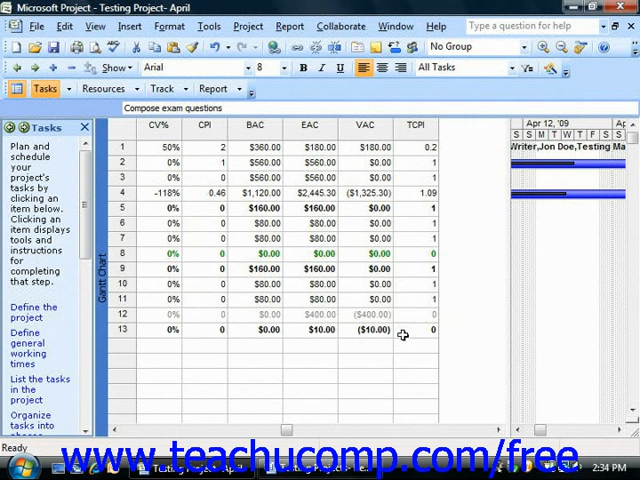 Microsoft Project - Testing Project- April
File Edit View Insert Format Tools Project Report Collaborate Window Help Type a question for help
No Group
Show Arial 8 B I U All Tasks
Tasks Resources Track Report
Compose exam questions
Tasks
Plan and
schedule
your
project's
tasks by
clicking an
item below.
Clicking an
item displays
tools and
instructions
for
completing
that step.
Define the
project
Define
general
working
times
List the tasks
in the
project
Organize
tasks into
Gantt Chart
CV% CPI BAC EAC VAC TCPI
1 50% 2 $360.00 $180.00 $180.00 0.2
2 0% 1 $560.00 $560.00 $0.00 1
3 0% 1 $560.00 $560.00 $0.00 1
4 -118% 0.46 $1,120.00 $2,445.30 ($1,325.30) 1.09
5 0% 0 $160.00 $160.00 $0.00 1
6 0% 0 $80.00 $80.00 $0.00 1
7 0% 0 $80.00 $80.00 $0.00 1
8 0% 0 $0.00 $0.00 $0.00 0
9 0% 0 $160.00 $160.00 $0.00 1
10 0% 0 $80.00 $80.00 $0.00 1
11 0% 0 $80.00 $80.00 $0.00 1
12 0% 0 $0.00 $400.00 ($400.00) 0
13 0% 0 $0.00 $10.00 ($10.00) 0
Apr 12, '09 Ap
S S M T W T F S S
Writer,Jon Doe,Testing Ma
Ready
www.teachucomp.com/free
2:34 PM